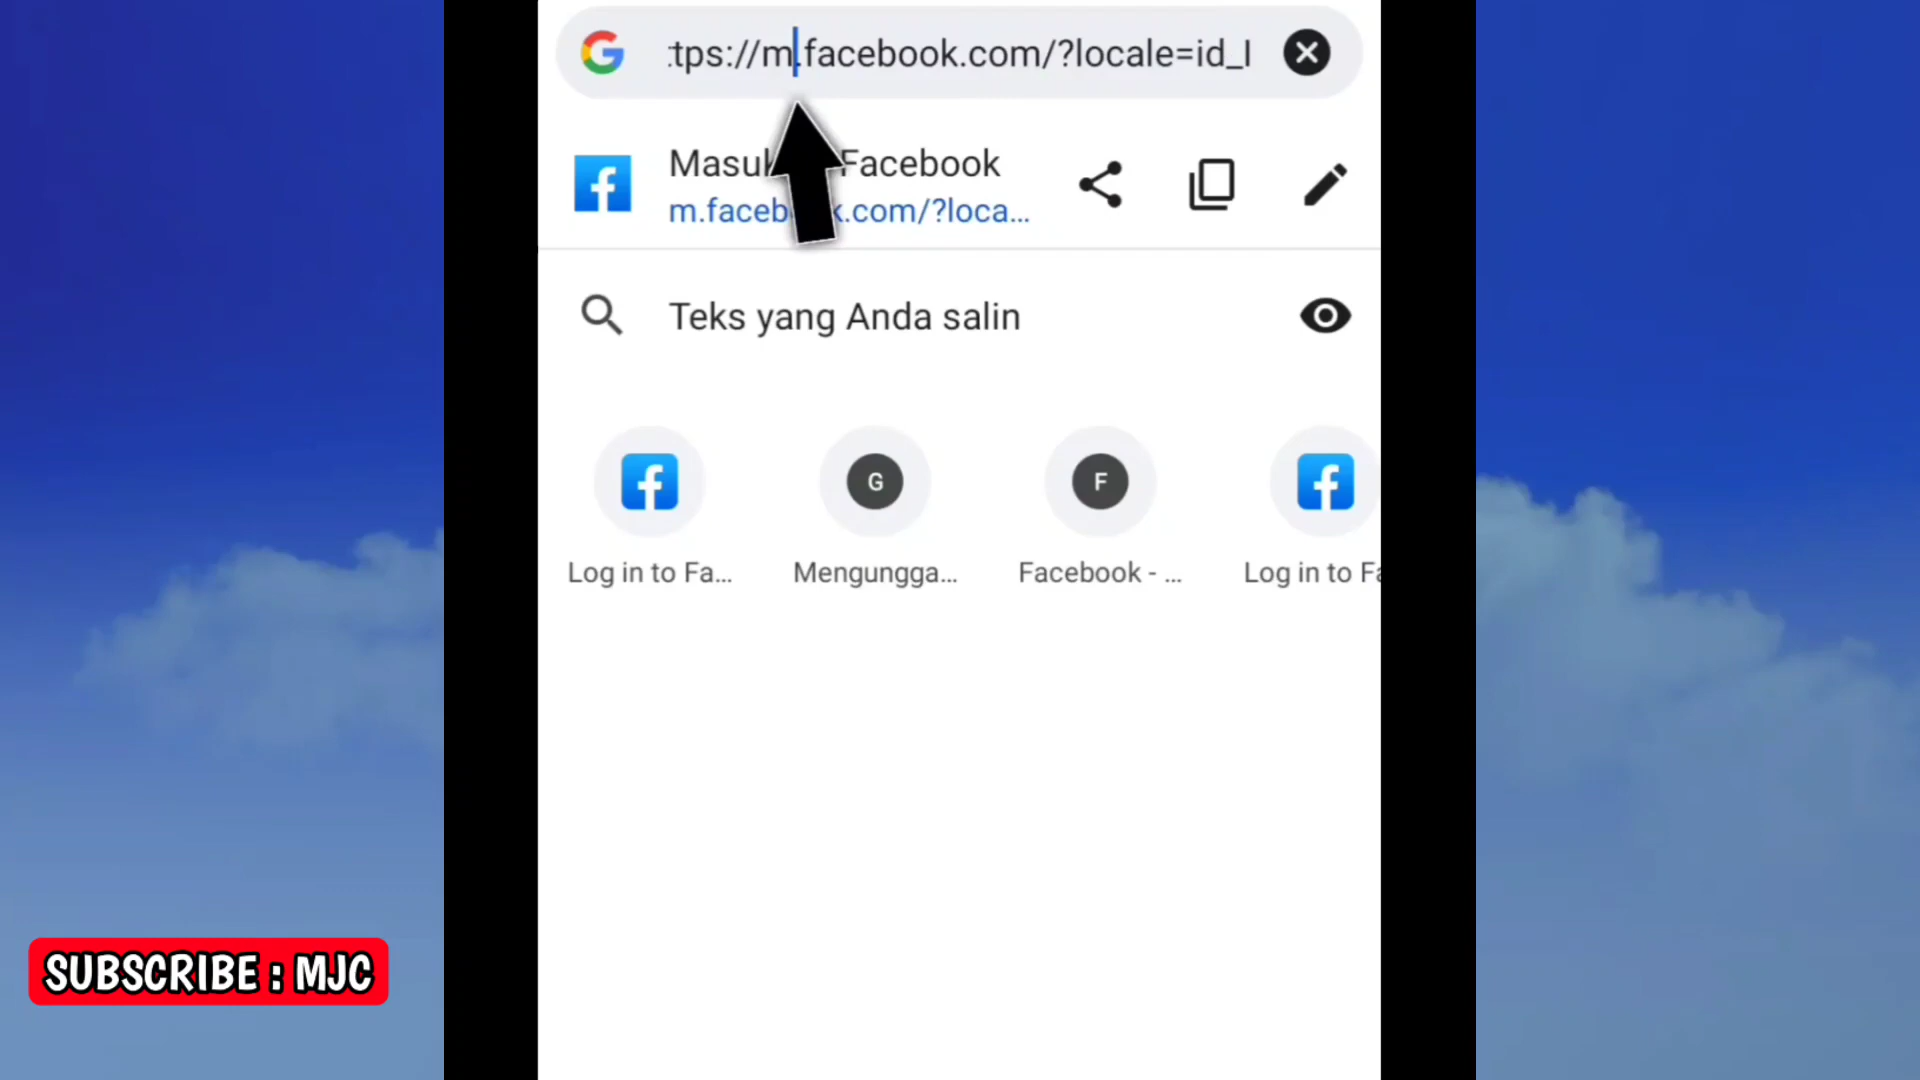 tps://m.facebook.com/?locale=id_I
Masuk Facebook
m.faceb k.com/?loca...
Teks yang Anda salin
G
F
Log in to Fa...
Mengungga...
Facebook - ...
Log in to Fa
SUBSCRIBE : MJC